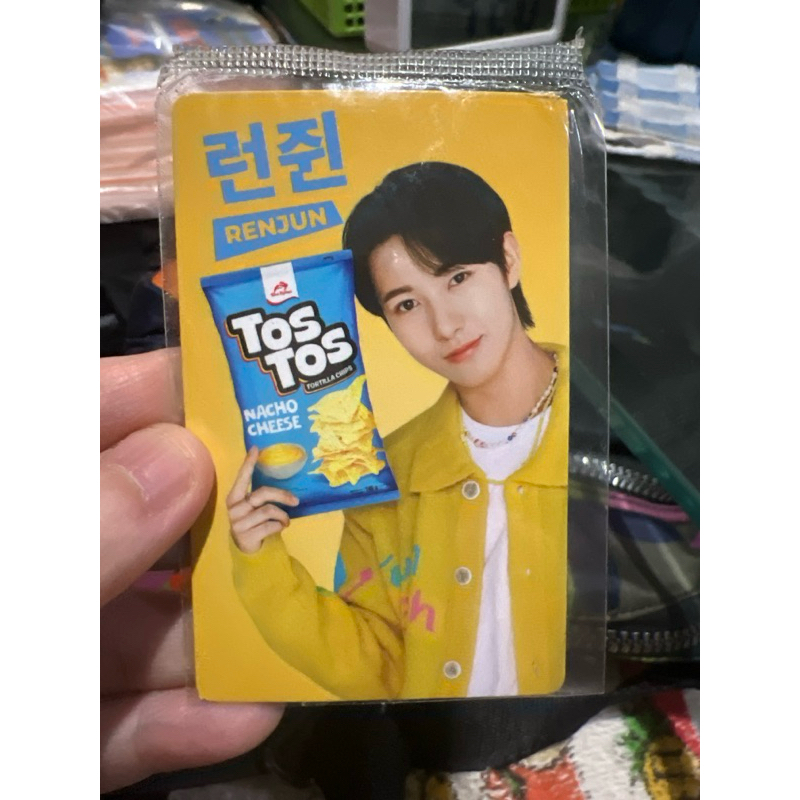 런쥔
RENJUN
TOS
TOS
TORTILLA CHIPS
NACHO
CHEESE